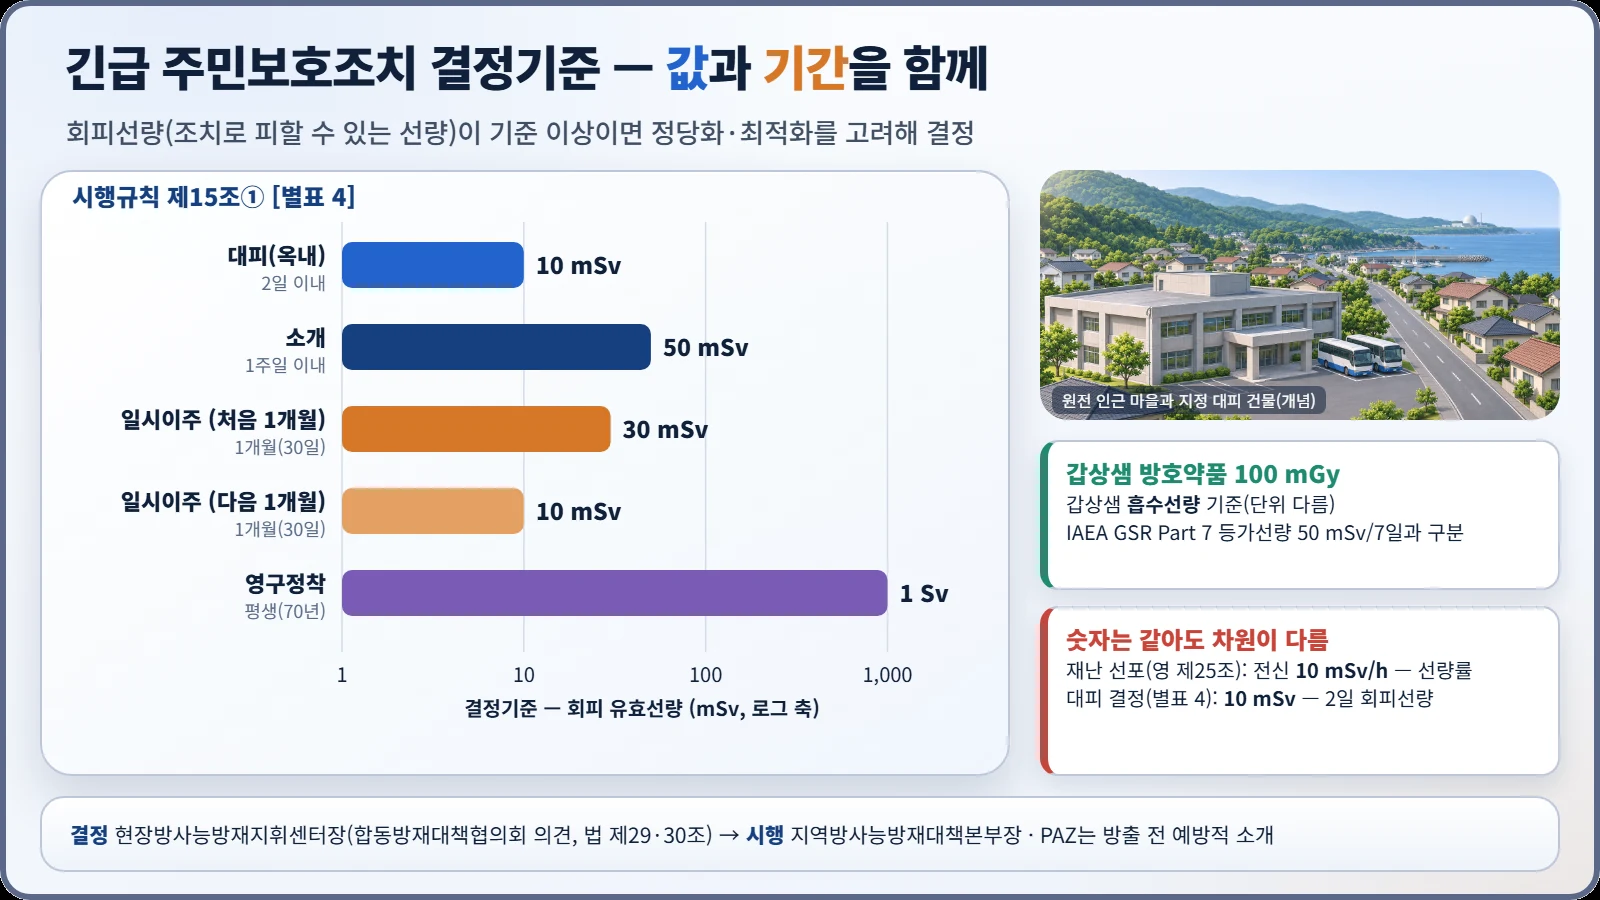 긴급 주민보호조치 결정기준 — 값과 기간을 함께
회피선량(조치로 피할 수 있는 선량)이 기준 이상이면 정당화·최적화를 고려해 결정
시행규칙 제15조① [별표 4]
대피(옥내)
2일 이내
10 mSv
소개
1주일 이내
50 mSv
일시이주 (처음 1개월)
1개월(30일)
30 mSv
일시이주 (다음 1개월)
1개월(30일)
10 mSv
영구정착
평생(70년)
1 Sv
1 10 100 1,000
결정기준 — 회피 유효선량 (mSv, 로그 축)
원전 인근 마을과 지정 대피 건물(개념)
갑상샘 방호약품 100 mGy
갑상샘 흡수선량 기준(단위 다름)
IAEA GSR Part 7 등가선량 50 mSv/7일과 구분
숫자는 같아도 차원이 다름
재난 선포(영 제25조): 전신 10 mSv/h — 선량률
대피 결정(별표 4): 10 mSv — 2일 회피선량
결정 현장방사능방재지휘센터장(합동방재대책협의회 의견, 법 제29·30조) → 시행 지역방사능방재대책본부장 · PAZ는 방출 전 예방적 소개